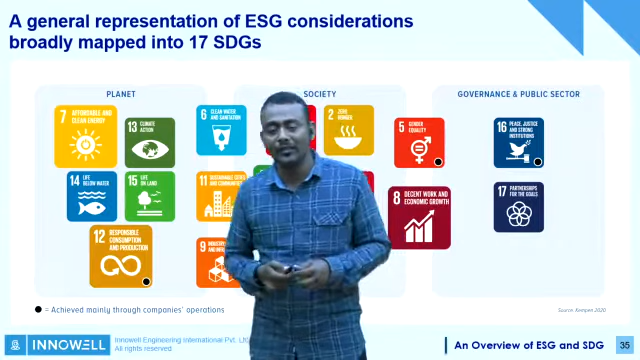 A general representation of ESG considerations
broadly mapped into 17 SDGs
PLANET
SOCIETY
GOVERNANCE & PUBLIC SECTOR
7 AFFORDABLE AND
CLEAN ENERGY
13 CLIMATE
ACTION
6 CLEAN WATER
AND SANITATION
2 ZERO
HUNGER
5 GENDER
EQUALITY
16 PEACE, JUSTICE
AND STRONG
INSTITUTIONS
14 LIFE
BELOW WATER
15 LIFE
ON LAND
11 SUSTAINABLE CITIES
AND COMMUNITIES
8 DECENT WORK AND
ECONOMIC GROWTH
17 PARTNERSHIPS
FOR THE GOALS
12 RESPONSIBLE
CONSUMPTION
AND PRODUCTION
9 INDUSTRY
= Achieved mainly through companies' operations
Source: Kempen 2020
INNOWELL
Innowell Engineering International Pvt.
All rights reserved
An Overview of ESG and SDG
35